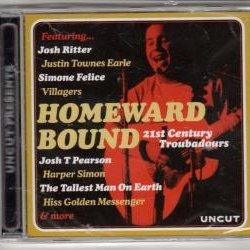 Featuring...
Josh Ritter
Justin Townes Earle
Simone Felice
Villagers
HOMEWARD
BOUND
21st Century
Troubadours
Josh T Pearson
Harper Simon
The Tallest Man On Earth
Hiss Golden Messenger
& more
UNCUT
UNCUT PRESENTS